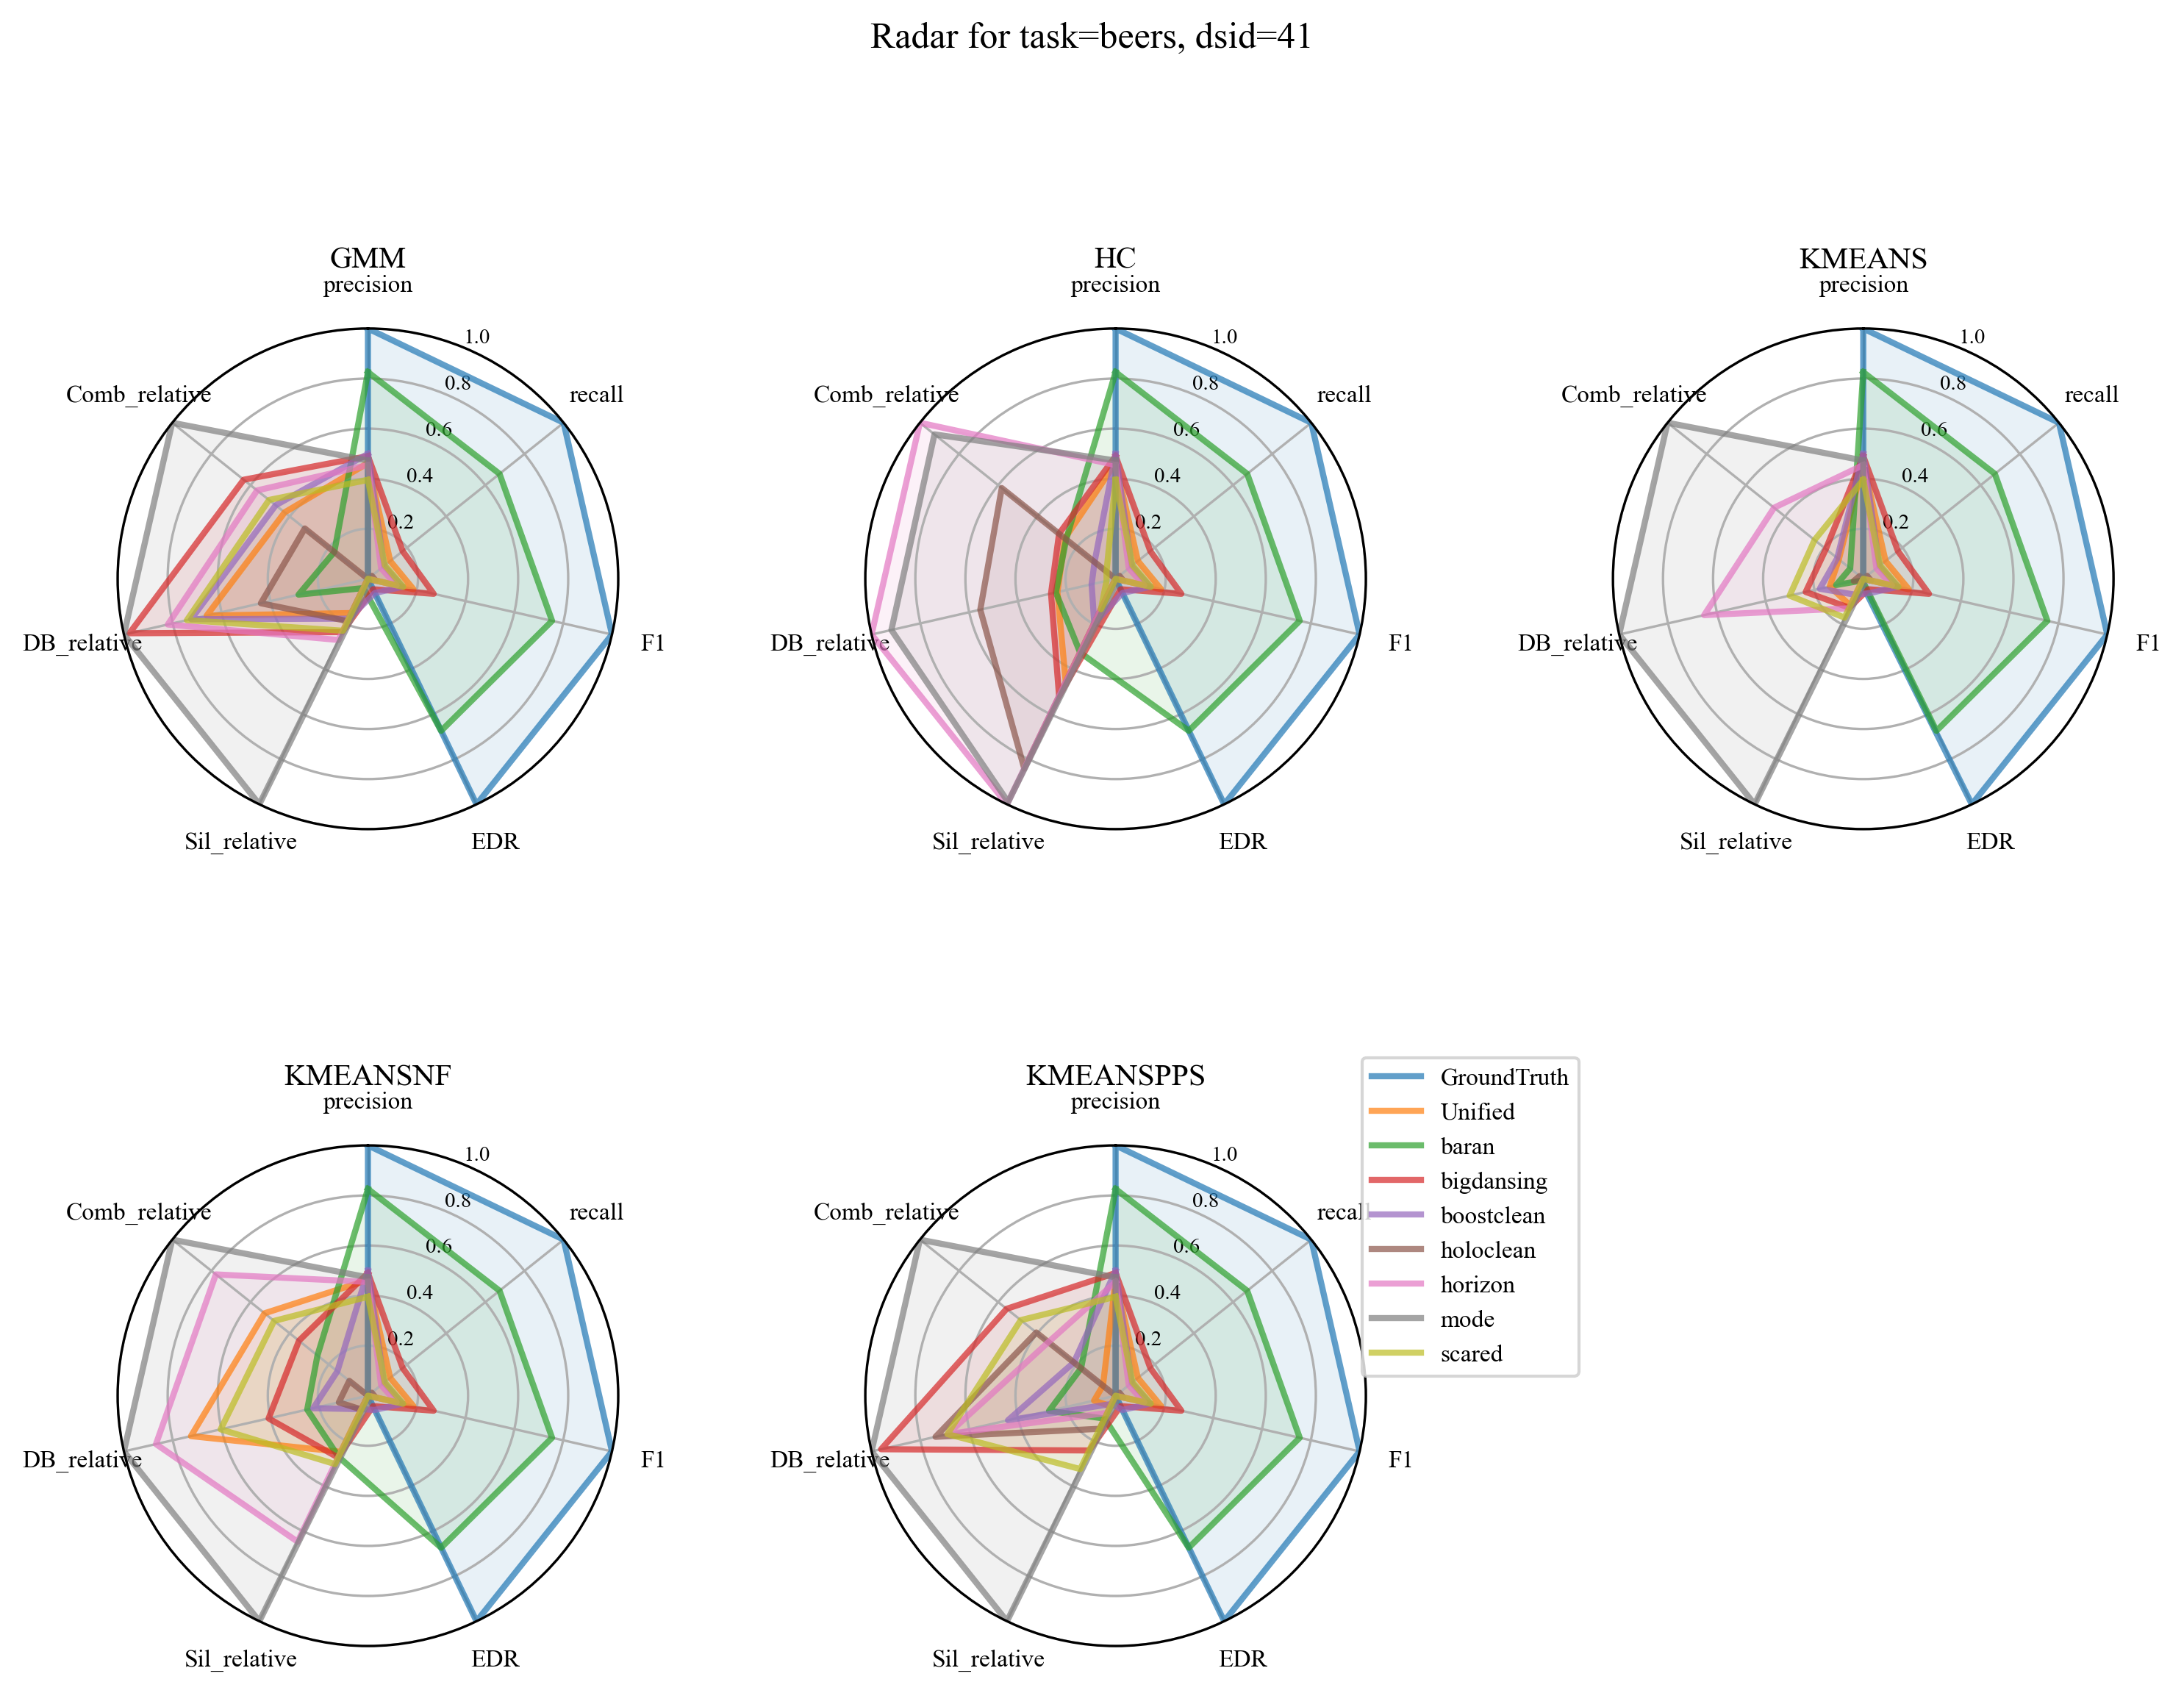 Radar for task=beers, dsid=41
GMM
precision
1.0
0.8
0.6
0.4
0.2
recall
Comb_relative
DB_relative
F1
Sil_relative
EDR
HC
precision
1.0
0.8
0.6
0.4
0.2
recall
Comb_relative
DB_relative
F1
Sil_relative
EDR
KMEANS
precision
1.0
0.8
0.6
0.4
0.2
recall
Comb_relative
DB_relative
F1
Sil_relative
EDR
KMEANSNF
precision
1.0
0.8
0.6
0.4
0.2
recall
Comb_relative
DB_relative
F1
Sil_relative
EDR
KMEANSPPS
precision
1.0
0.8
0.6
0.4
0.2
recall
Comb_relative
DB_relative
F1
Sil_relative
EDR
GroundTruth
Unified
baran
bigdansing
boostclean
holoclean
horizon
mode
scared